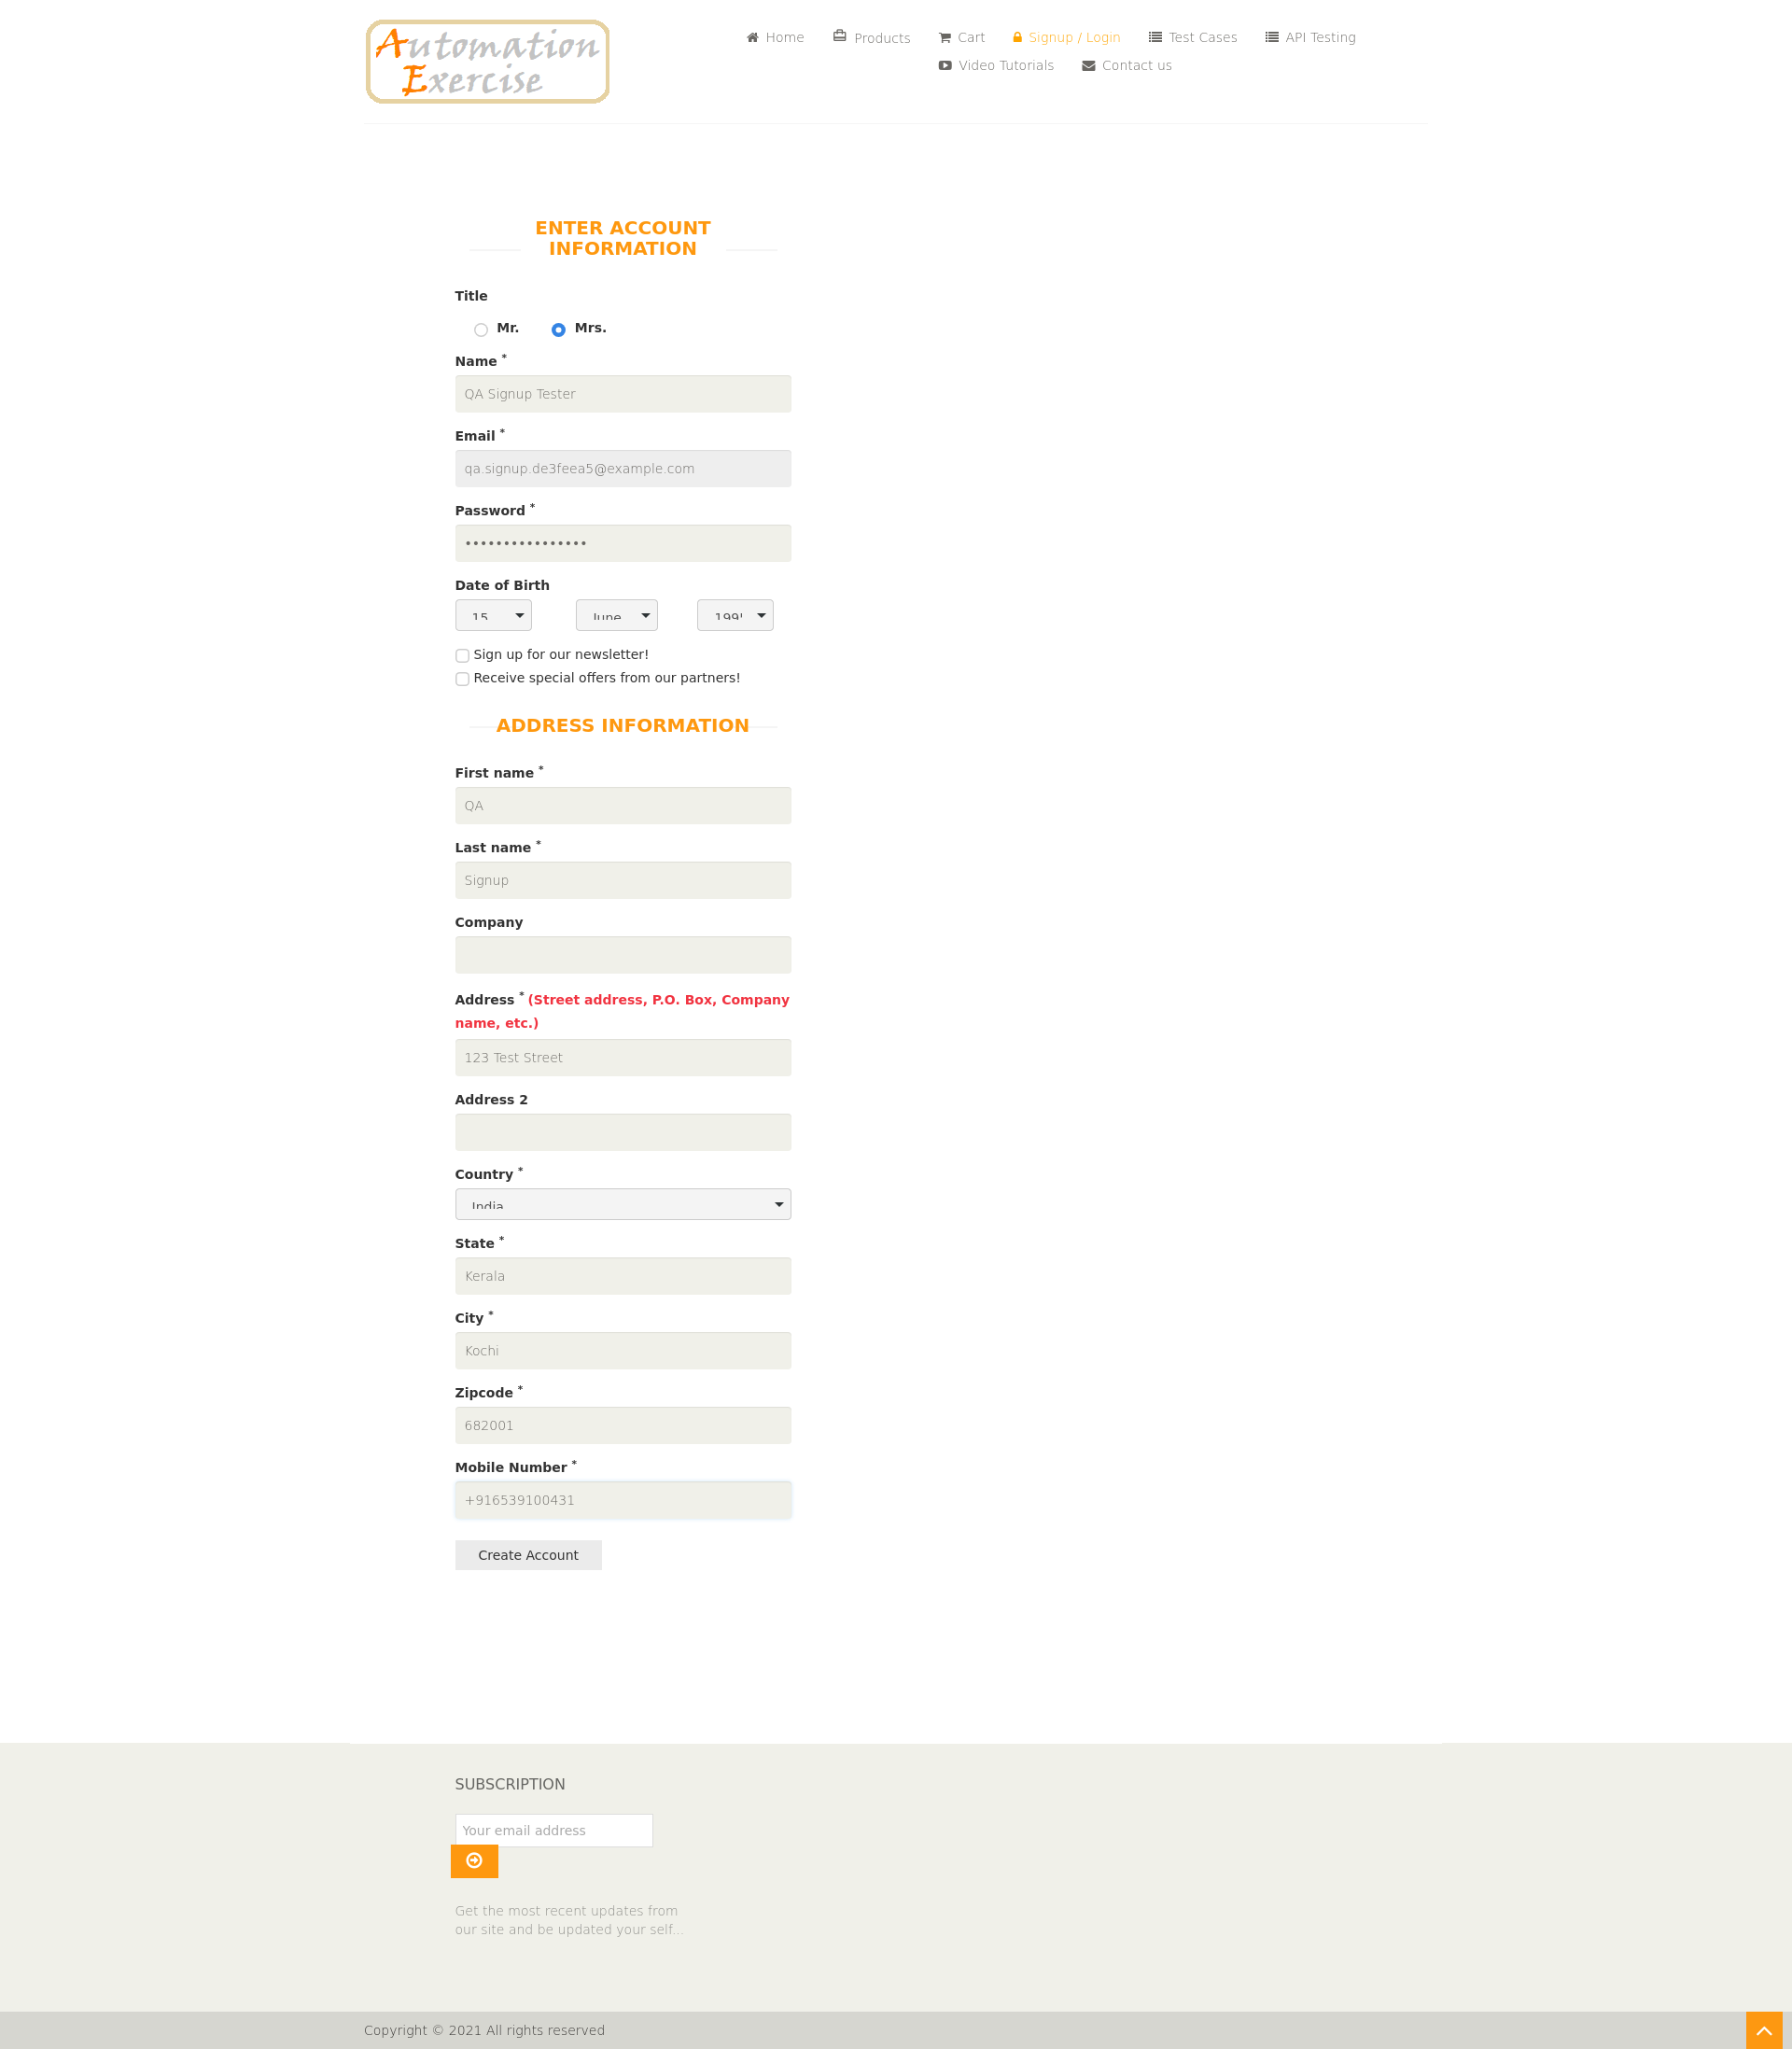 Automation
Exercise
Home
Products
Cart
Signup / Login
Test Cases
API Testing
Video Tutorials
Contact us
ENTER ACCOUNT
INFORMATION
Title
Mr.
Mrs.
Name *
QA Signup Tester
Email *
qa.signup.de3feea5@example.com
Password *
••••••••••••••••
Date of Birth
15
June
Sign up for our newsletter!
Receive special offers from our partners!
ADDRESS INFORMATION
First name *
QA
Last name *
Signup
Company
Address * (Street address, P.O. Box, Company
name, etc.)
123 Test Street
Address 2
Country *
India
State *
Kerala
City *
Kochi
Zipcode *
682001
Mobile Number *
+916539100431
Create Account
SUBSCRIPTION
Your email address
Get the most recent updates from
our site and be updated your self...
Copyright © 2021 All rights reserved